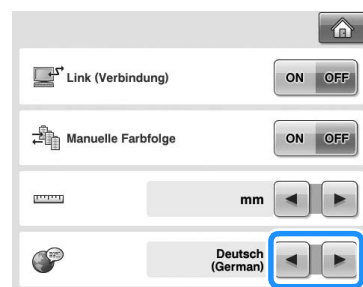 Link (Verbindung) ON OFF
Manuelle Farbfolge ON OFF
mm
Deutsch
(German)